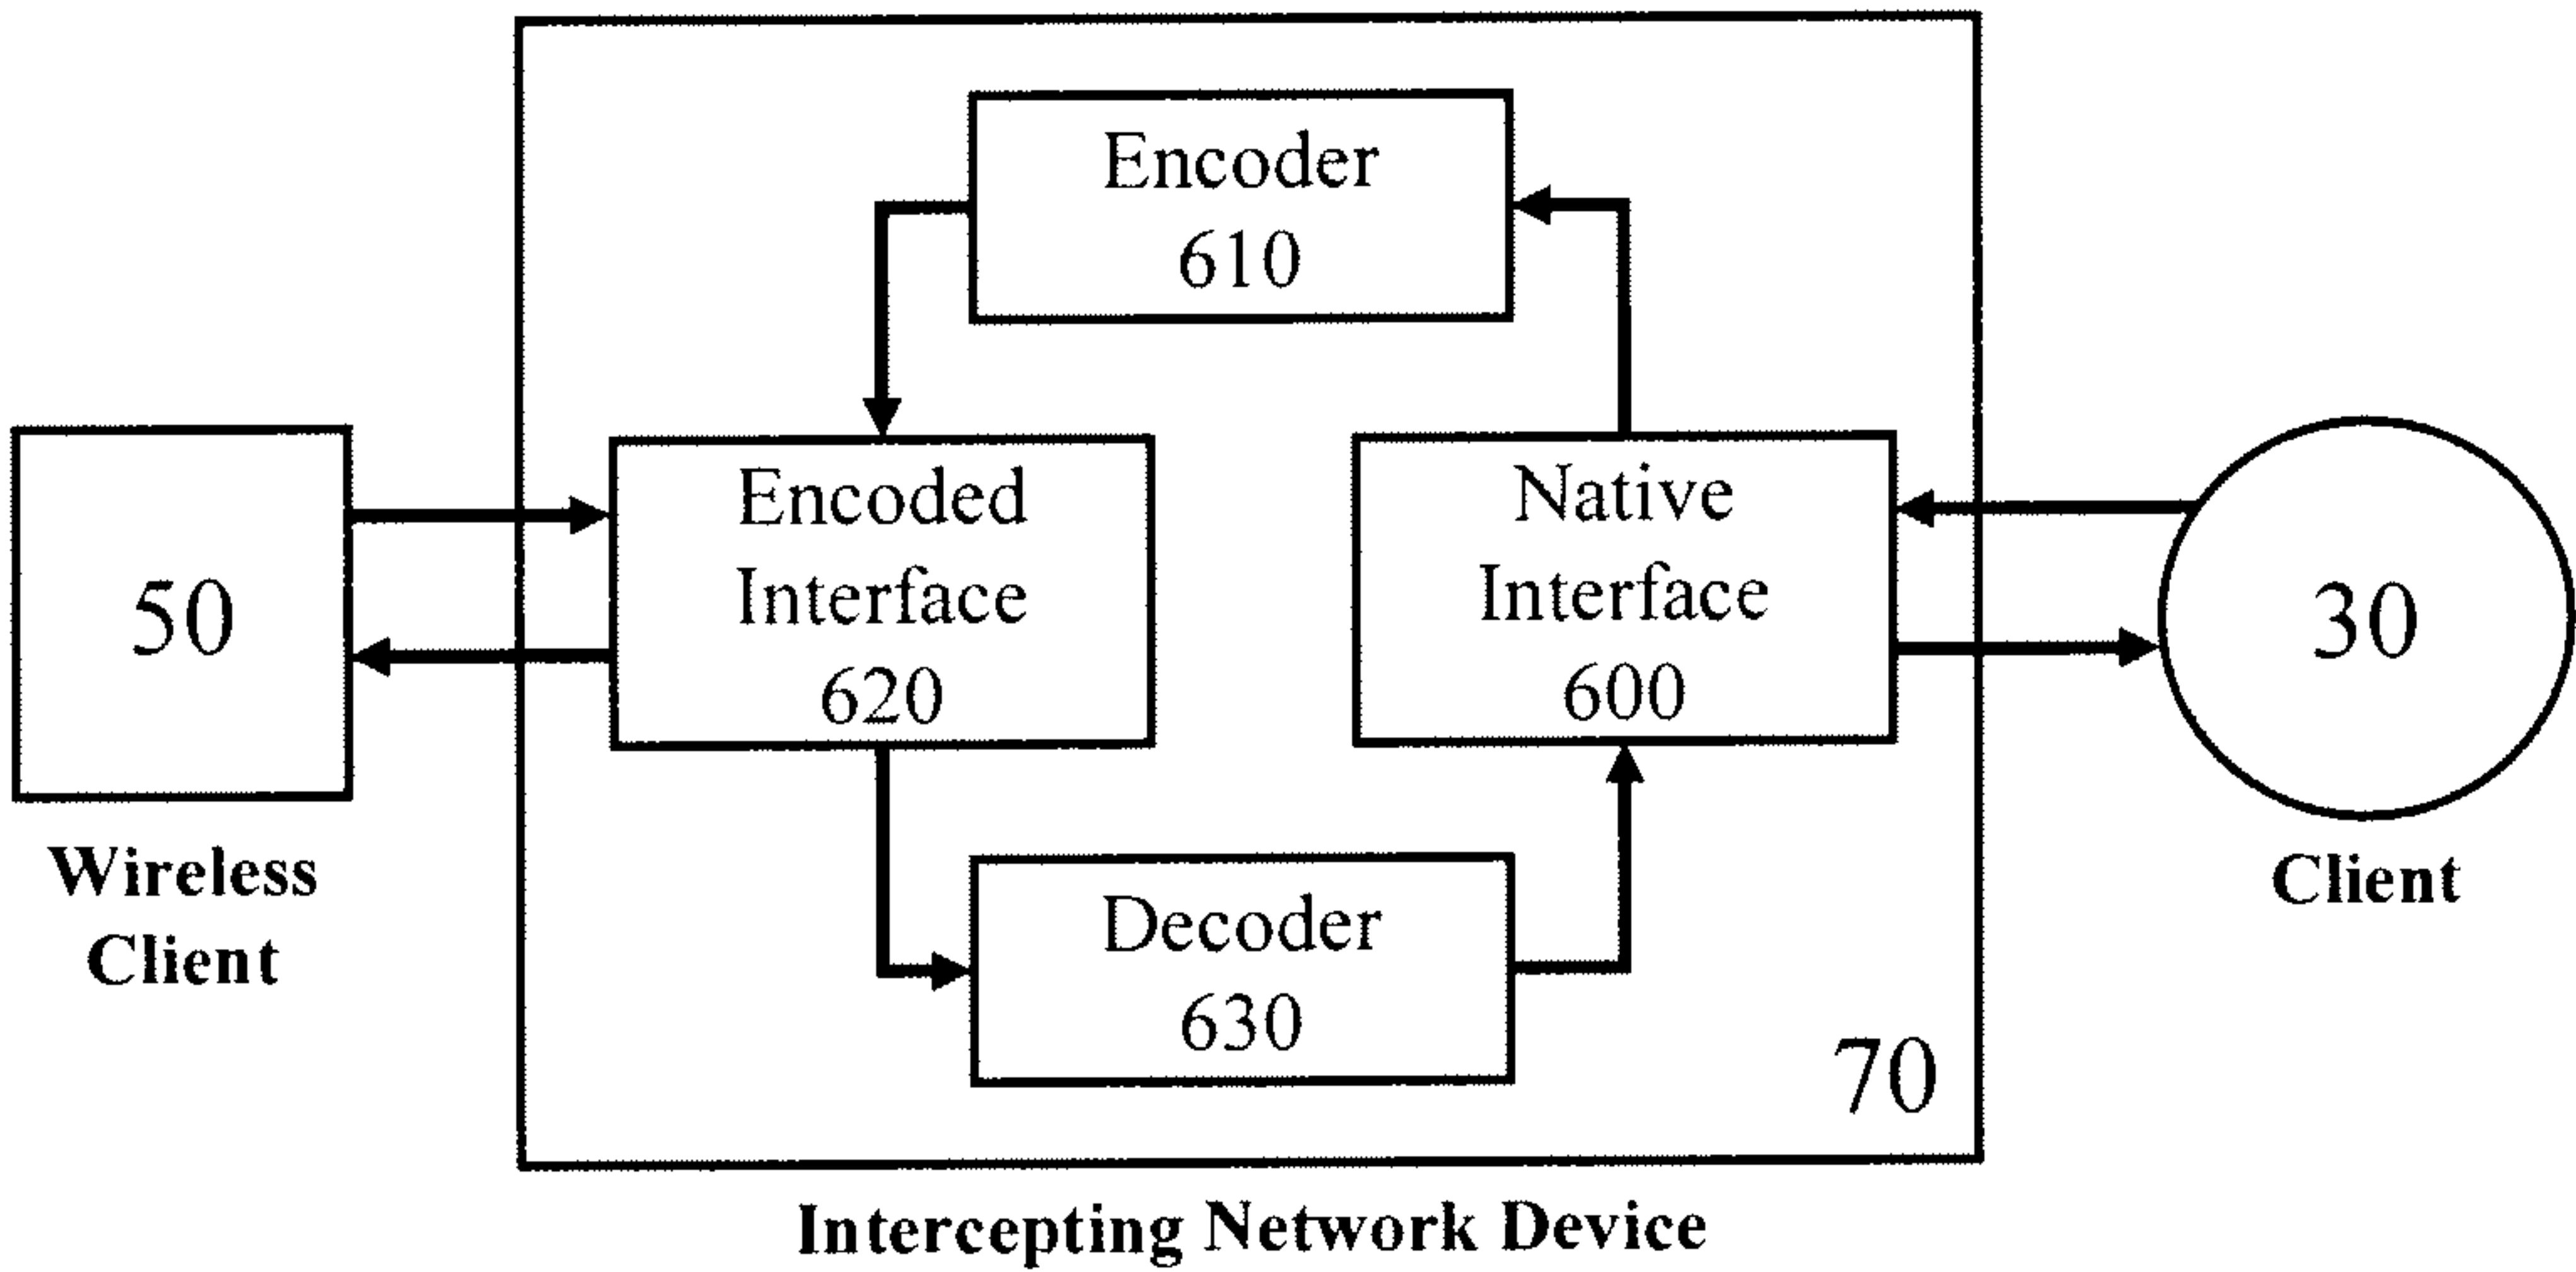 Encoder
610
Encoded
Interface
620
Native
Interface
600
50
30
Wireless
Client
Client
Decoder
630
70
Intercepting Network Device